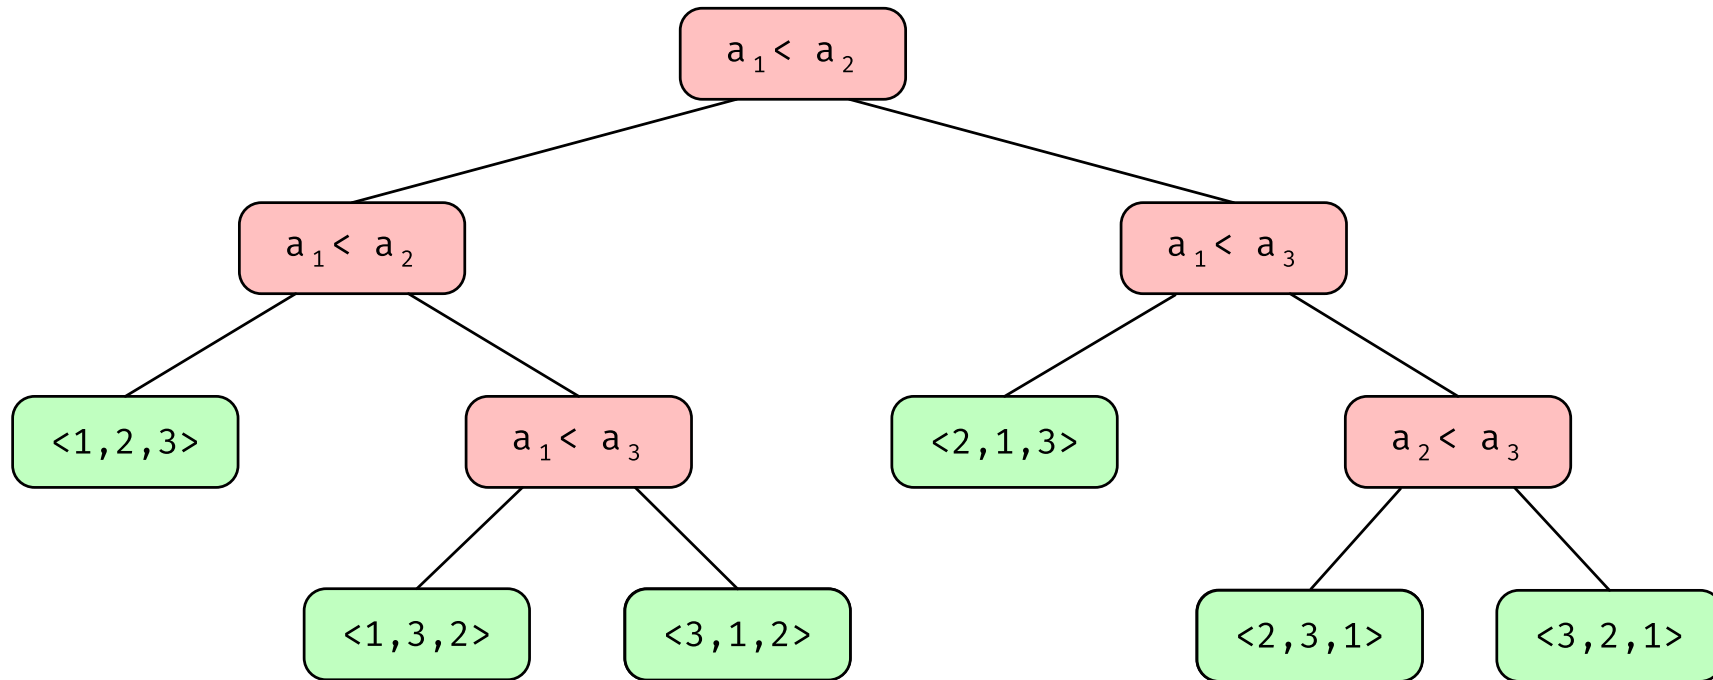 a₁< a₂
a₁< a₂
a₁< a₃
<1,2,3>
a₁< a₃
<2,1,3>
a₂< a₃
<1,3,2>
<3,1,2>
<2,3,1>
<3,2,1>